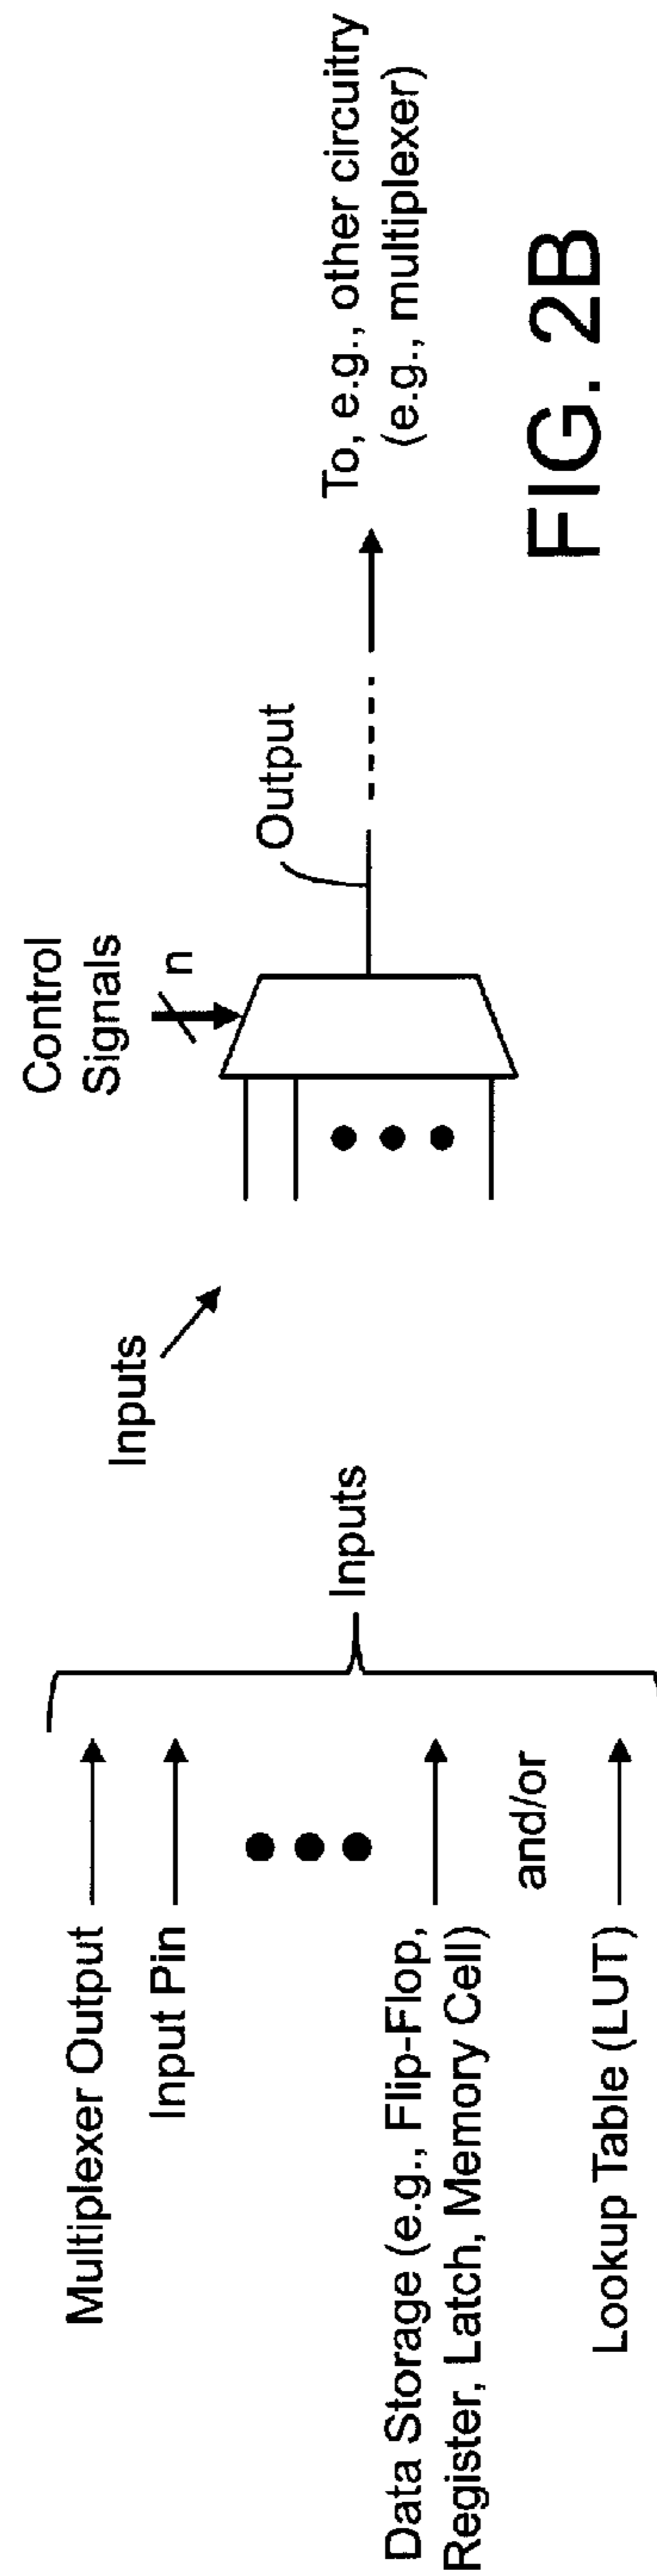 Multiplexer Output
Input Pin
Data Storage (e.g., Flip-Flop,
Register, Latch, Memory Cell)
and/or
Lookup Table (LUT)
Inputs
Inputs
Control
Signals
n
Output
To, e.g., other circuitry
(e.g., multiplexer)
FIG. 2B